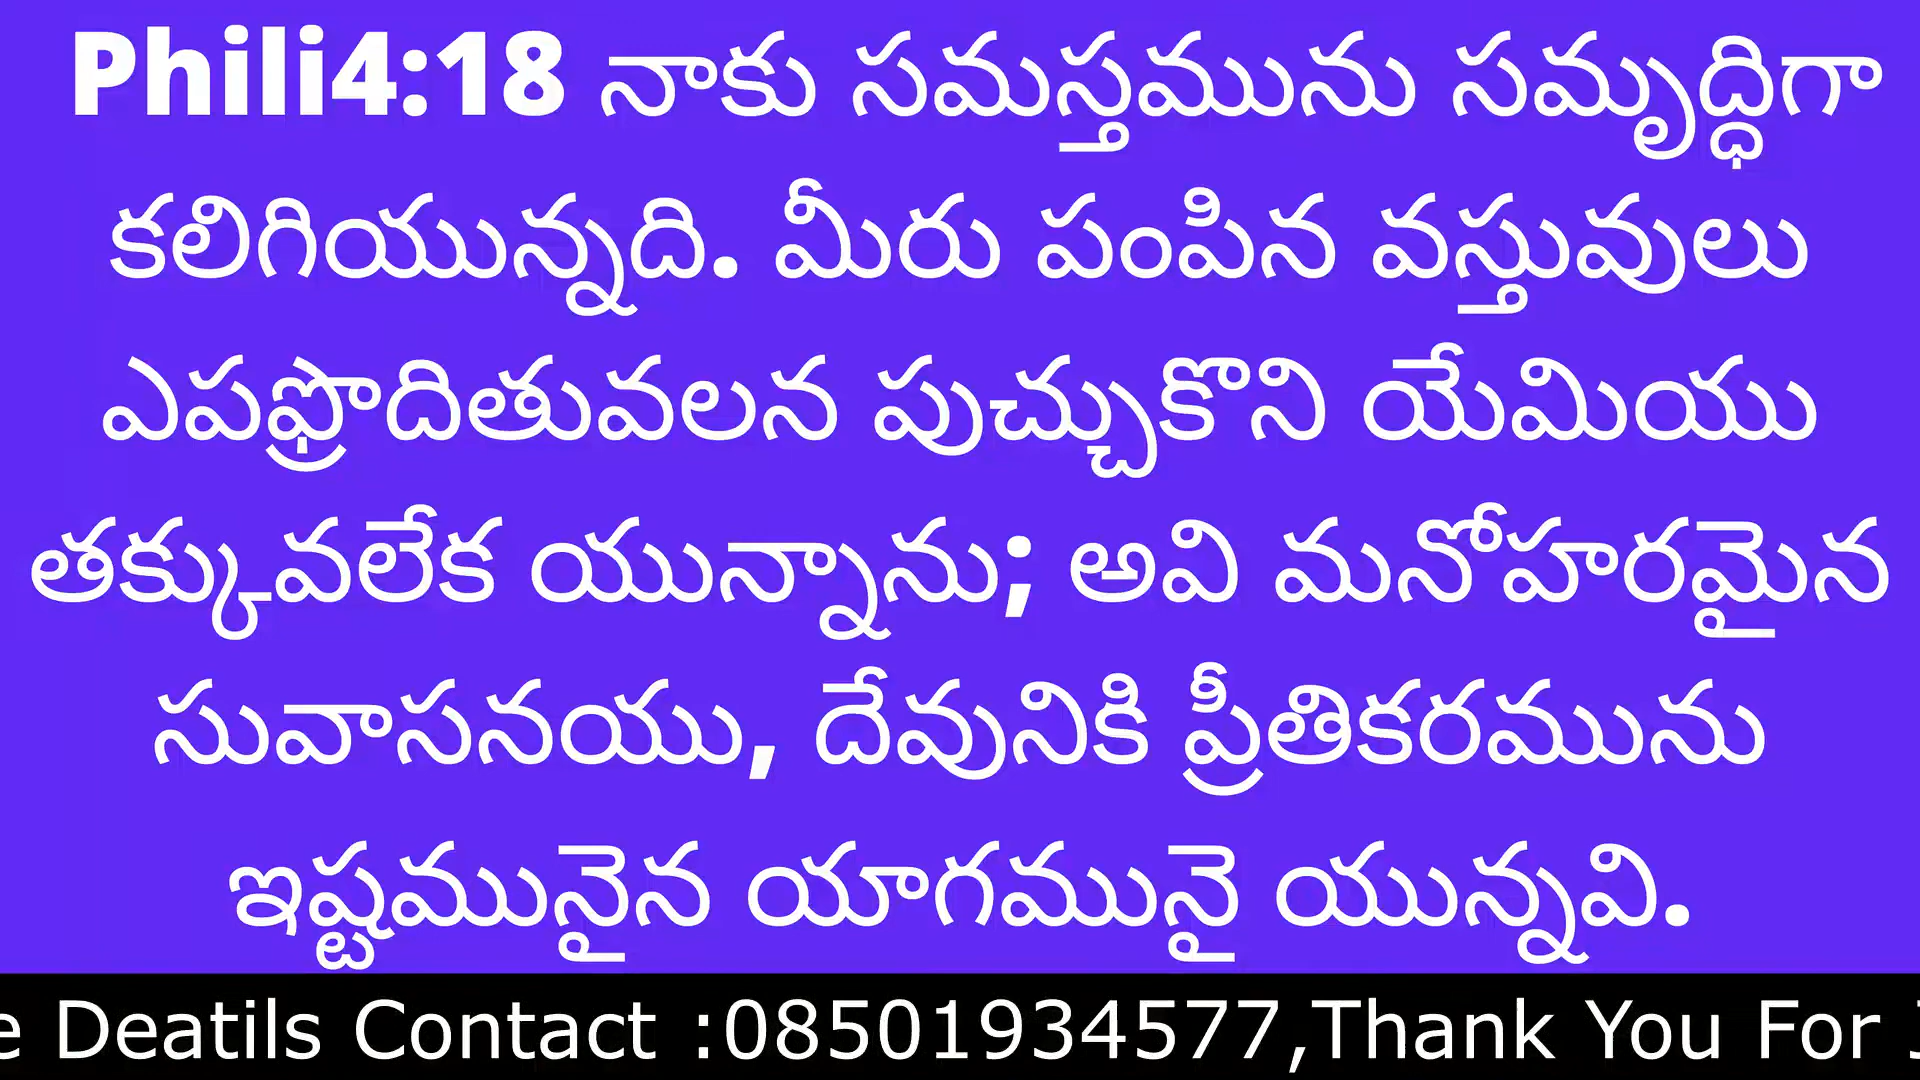 Phili4:18 నాకు సమస్తమును సమృద్ధిగా
కలిగియున్నది. మీరు పంపిన వస్తువులు
ఎపఫ్రొదితువలన పుచ్చుకొని యేమియు
తక్కువలేక యున్నాను; అవి మనోహరమైన
సువాసనయు, దేవునికి ప్రీతికరమును
ఇష్టమునైన యాగమునై యున్నవి.
e Deatils Contact :08501934577,Thank You For